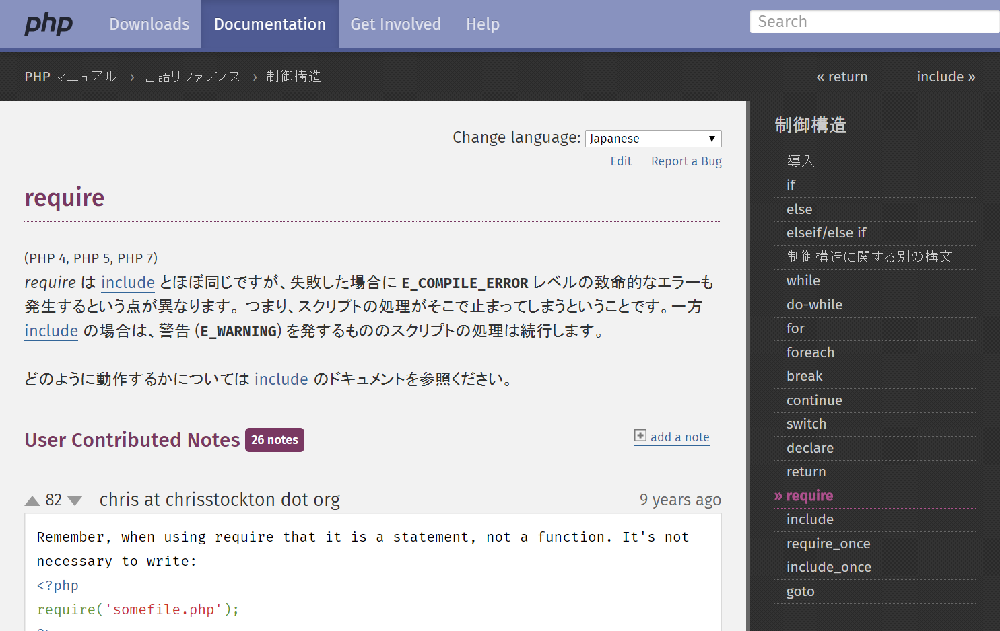 php Downloads Documentation Get Involved Help Search
PHP マニュアル › 言語リファレンス › 制御構造 « return include »
Change language: Japanese
Edit Report a Bug
require
(PHP 4, PHP 5, PHP 7)
require は include とほぼ同じですが、失敗した場合に E_COMPILE_ERROR レベルの致命的なエラーも
発生するという点が異なります。 つまり、スクリプトの処理がそこで止まってしまうということです。一方
include の場合は、警告 (E_WARNING) を発するもののスクリプトの処理は続行します。
どのように動作するかについては include のドキュメントを参照ください。
User Contributed Notes 26 notes
add a note
82 chris at chrisstockton dot org 9 years ago
Remember, when using require that it is a statement, not a function. It's not
necessary to write:
<?php
require('somefile.php');
制御構造
導入
if
else
elseif/else if
制御構造に関する別の構文
while
do-while
for
foreach
break
continue
switch
declare
return
» require
include
require_once
include_once
goto